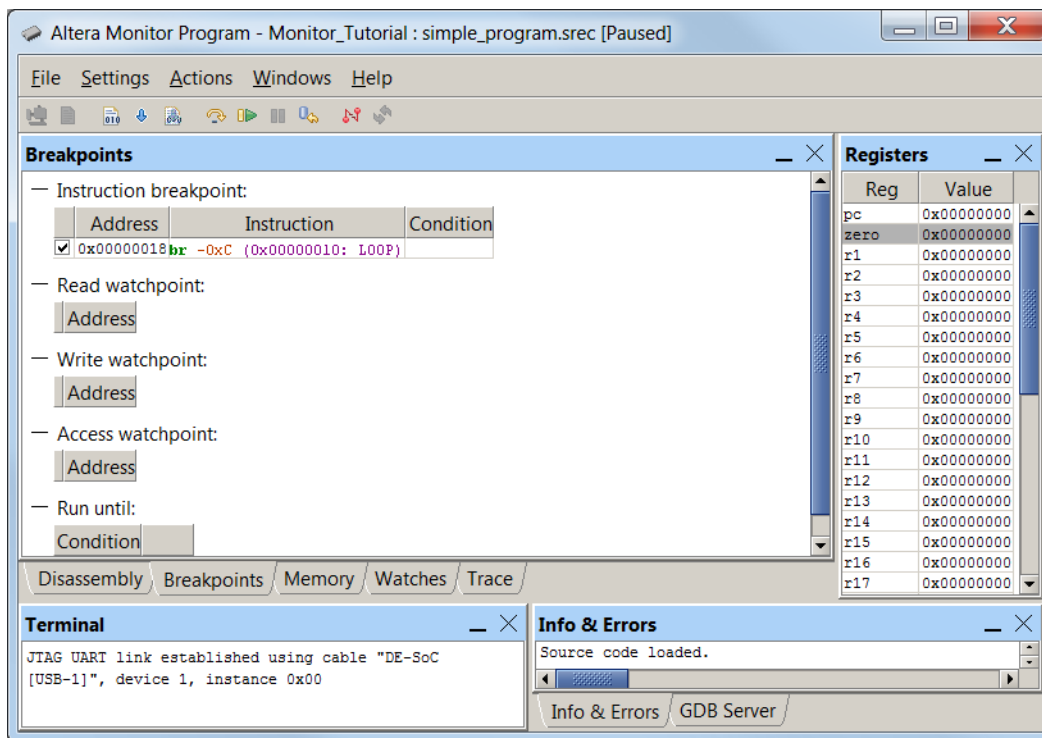 Altera Monitor Program - Monitor_Tutorial : simple_program.srec [Paused]
File Settings Actions Windows Help
Breakpoints
Instruction breakpoint:
Address Instruction Condition
0x00000018 br -0xC (0x00000010: LOOP)
Read watchpoint:
Address
Write watchpoint:
Address
Access watchpoint:
Address
Run until:
Condition
Disassembly Breakpoints Memory Watches Trace
Registers
Reg Value
pc 0x00000000
zero 0x00000000
r1 0x00000000
r2 0x00000000
r3 0x00000000
r4 0x00000000
r5 0x00000000
r6 0x00000000
r7 0x00000000
r8 0x00000000
r9 0x00000000
r10 0x00000000
r11 0x00000000
r12 0x00000000
r13 0x00000000
r14 0x00000000
r15 0x00000000
r16 0x00000000
r17 0x00000000
Terminal
JTAG UART link established using cable "DE-SoC
[USB-1]", device 1, instance 0x00
Info & Errors
Source code loaded.
Info & Errors GDB Server